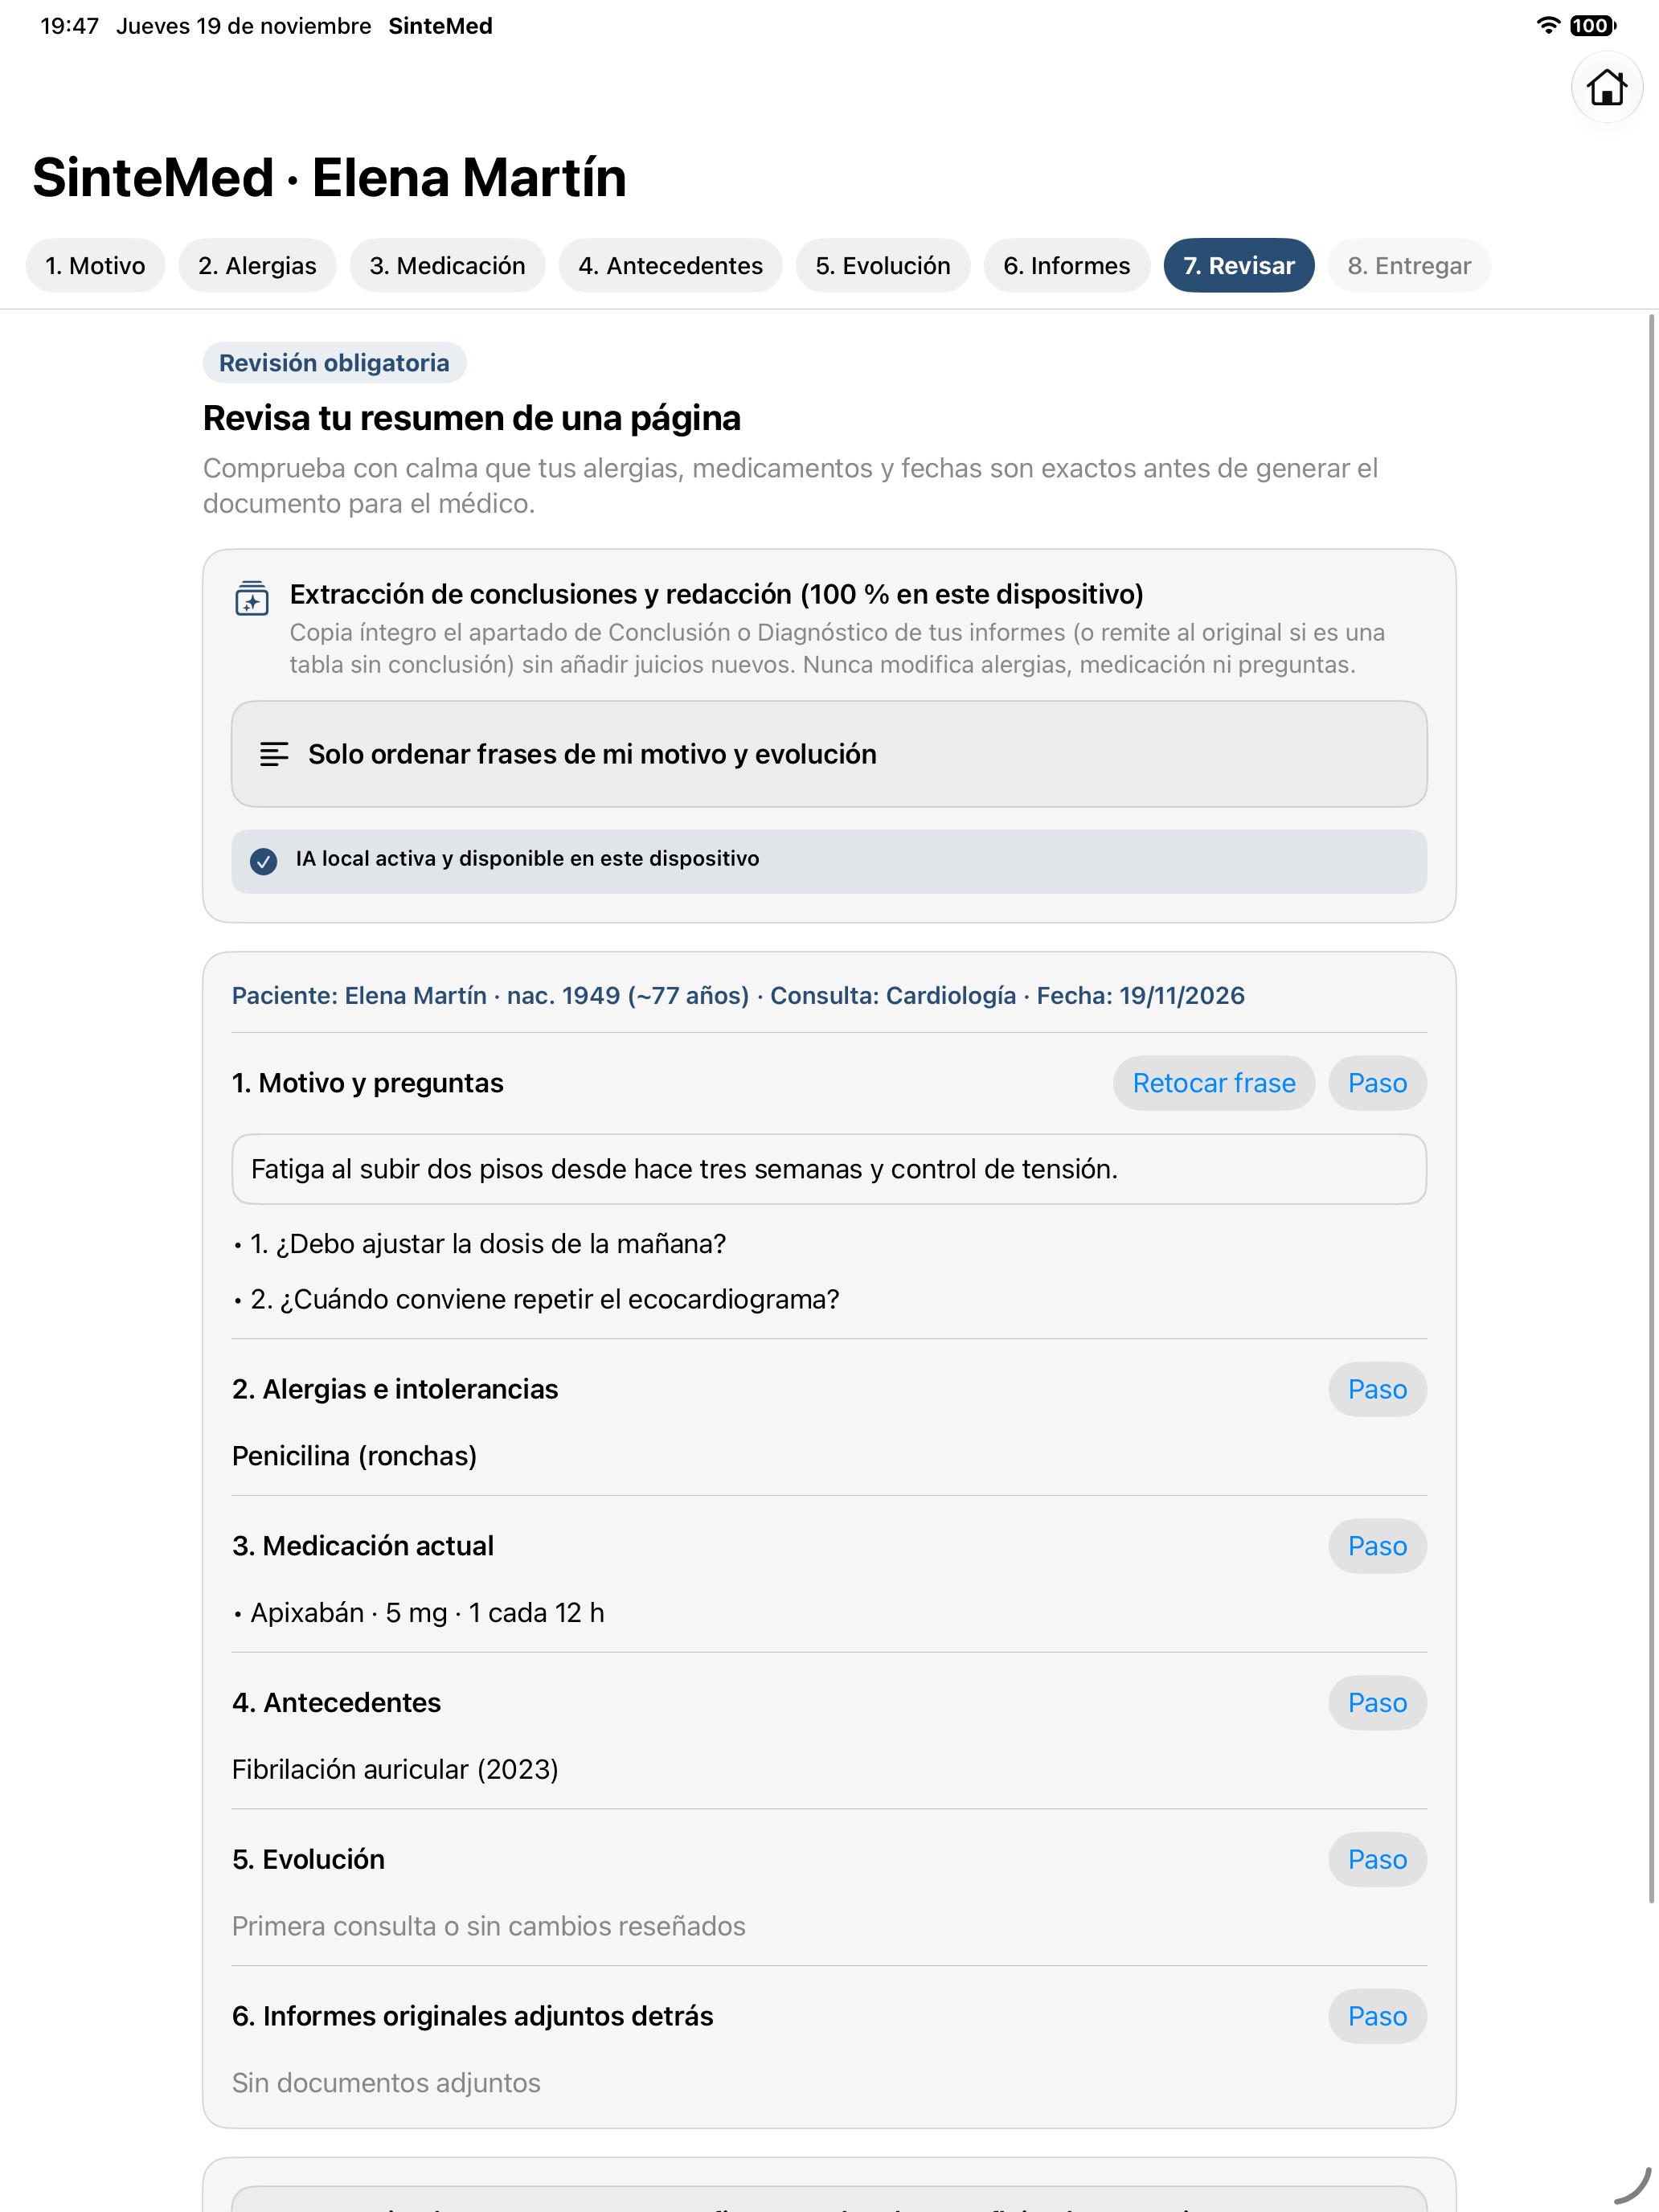 19:47 Jueves 19 de noviembre SinteMed
100
SinteMed · Elena Martín
1. Motivo
2. Alergias
3. Medicación
4. Antecedentes
5. Evolución
6. Informes
7. Revisar
8. Entregar
Revisión obligatoria
Revisa tu resumen de una página
Comprueba con calma que tus alergias, medicamentos y fechas son exactos antes de generar el
documento para el médico.
Extracción de conclusiones y redacción (100 % en este dispositivo)
Copia íntegro el apartado de Conclusión o Diagnóstico de tus informes (o remite al original si es una
tabla sin conclusión) sin añadir juicios nuevos. Nunca modifica alergias, medicación ni preguntas.
Solo ordenar frases de mi motivo y evolución
IA local activa y disponible en este dispositivo
Paciente: Elena Martín · nac. 1949 (~77 años) · Consulta: Cardiología · Fecha: 19/11/2026
1. Motivo y preguntas
Retocar frase
Paso
Fatiga al subir dos pisos desde hace tres semanas y control de tensión.
• 1. ¿Debo ajustar la dosis de la mañana?
• 2. ¿Cuándo conviene repetir el ecocardiograma?
2. Alergias e intolerancias
Paso
Penicilina (ronchas)
3. Medicación actual
Paso
• Apixabán · 5 mg · 1 cada 12 h
4. Antecedentes
Paso
Fibrilación auricular (2023)
5. Evolución
Paso
Primera consulta o sin cambios reseñados
6. Informes originales adjuntos detrás
Paso
Sin documentos adjuntos